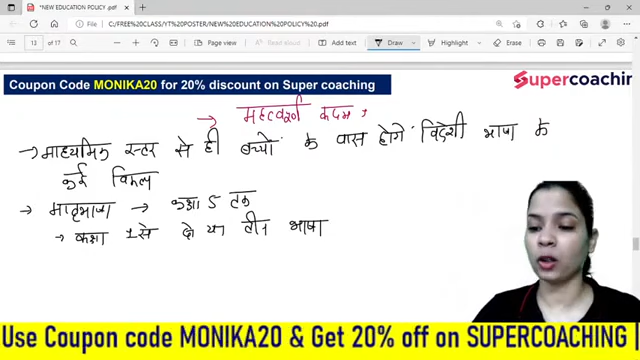 *NEW EDUCATION POLICY .pdf
C:/FREE%20CLASS/YT%20POSTER/NEW%20EDUCATION%20POLICY%20.pdf
13 of 17
Page view
Read aloud
Add text
Draw
Highlight
Erase
Coupon Code MONIKA20 for 20% discount on Super coaching
Supercoaching
→ महत्वपूर्ण कदम :
→ माध्यमिक स्टर से ही बच्चों के पास होगे विदेशी भाषा के
कई विकल्प
→ मातृभाषा → कक्षा 5 तक
→ कक्षा 1 से दो या तीन भाषा
Use Coupon code MONIKA20 & Get 20% off on SUPERCOACHING |